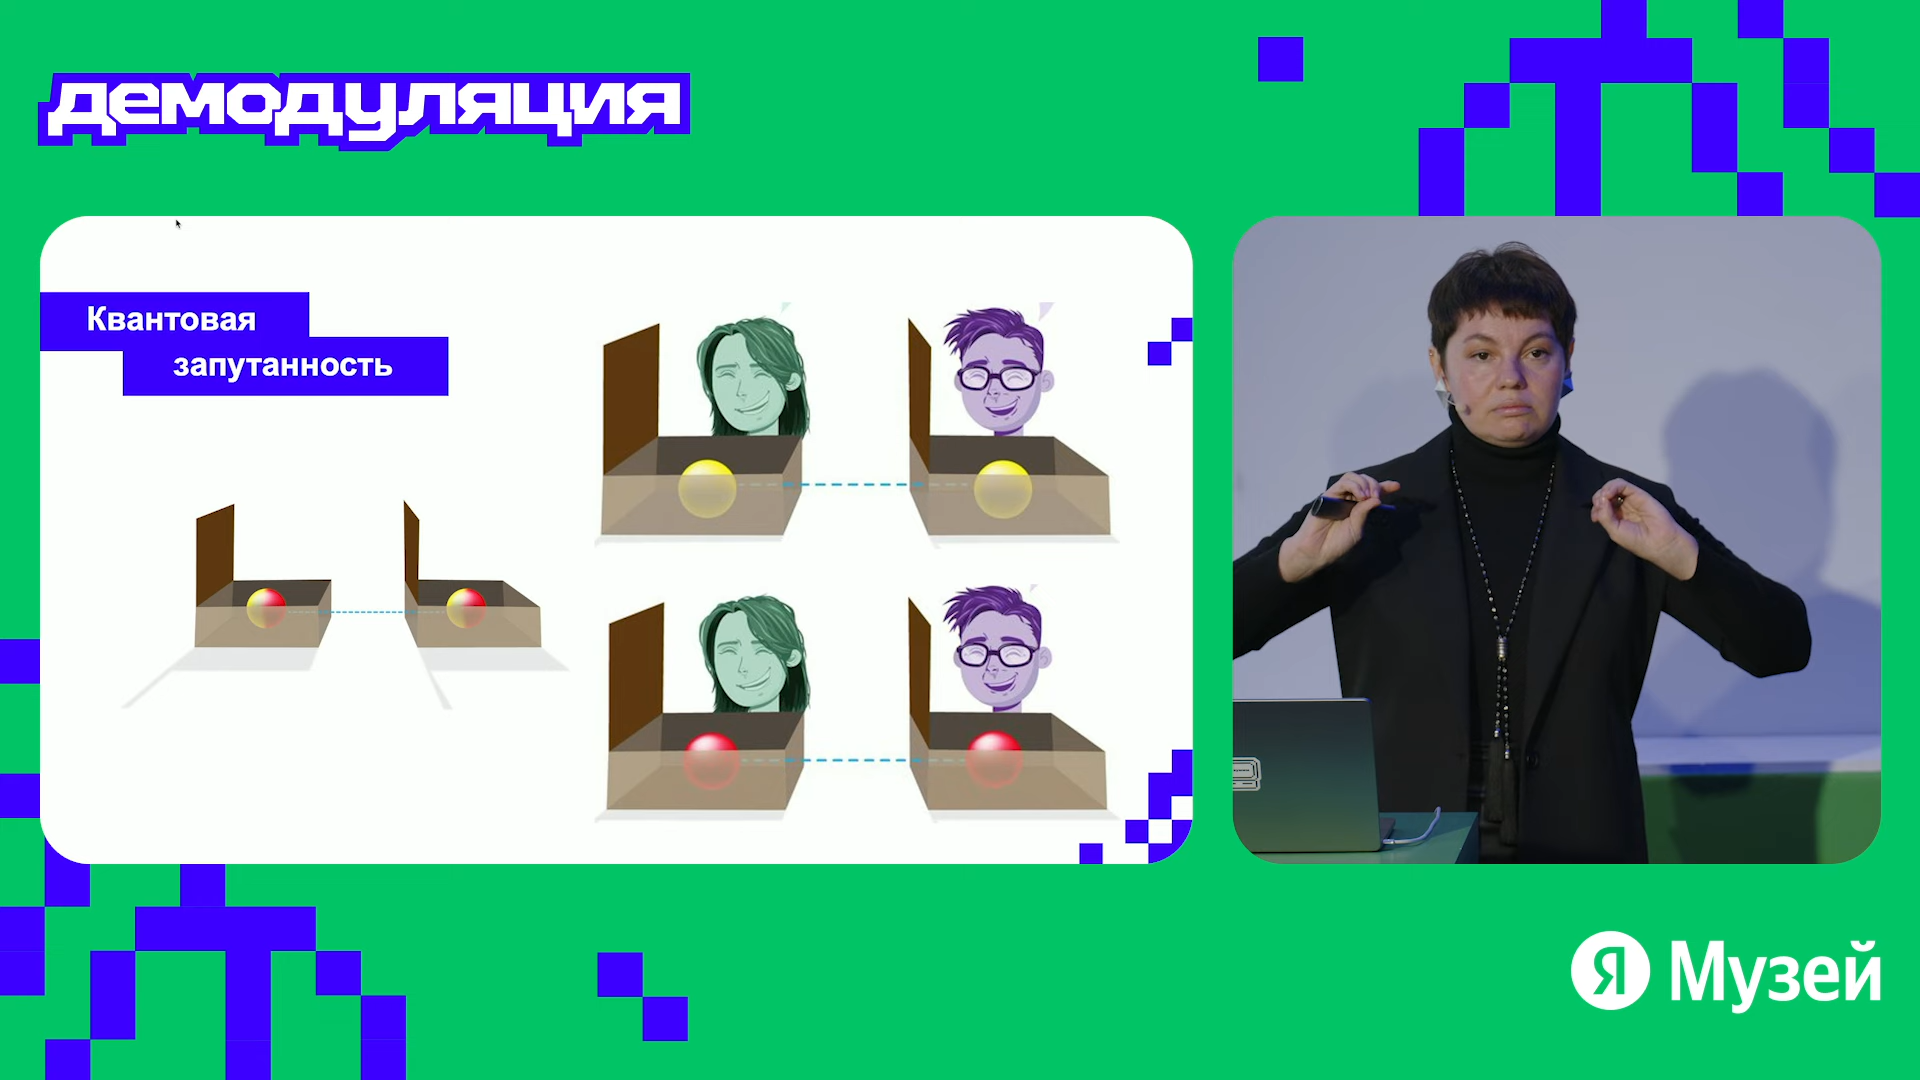 демодуляция
Квантовая
запутанность
Я Музей